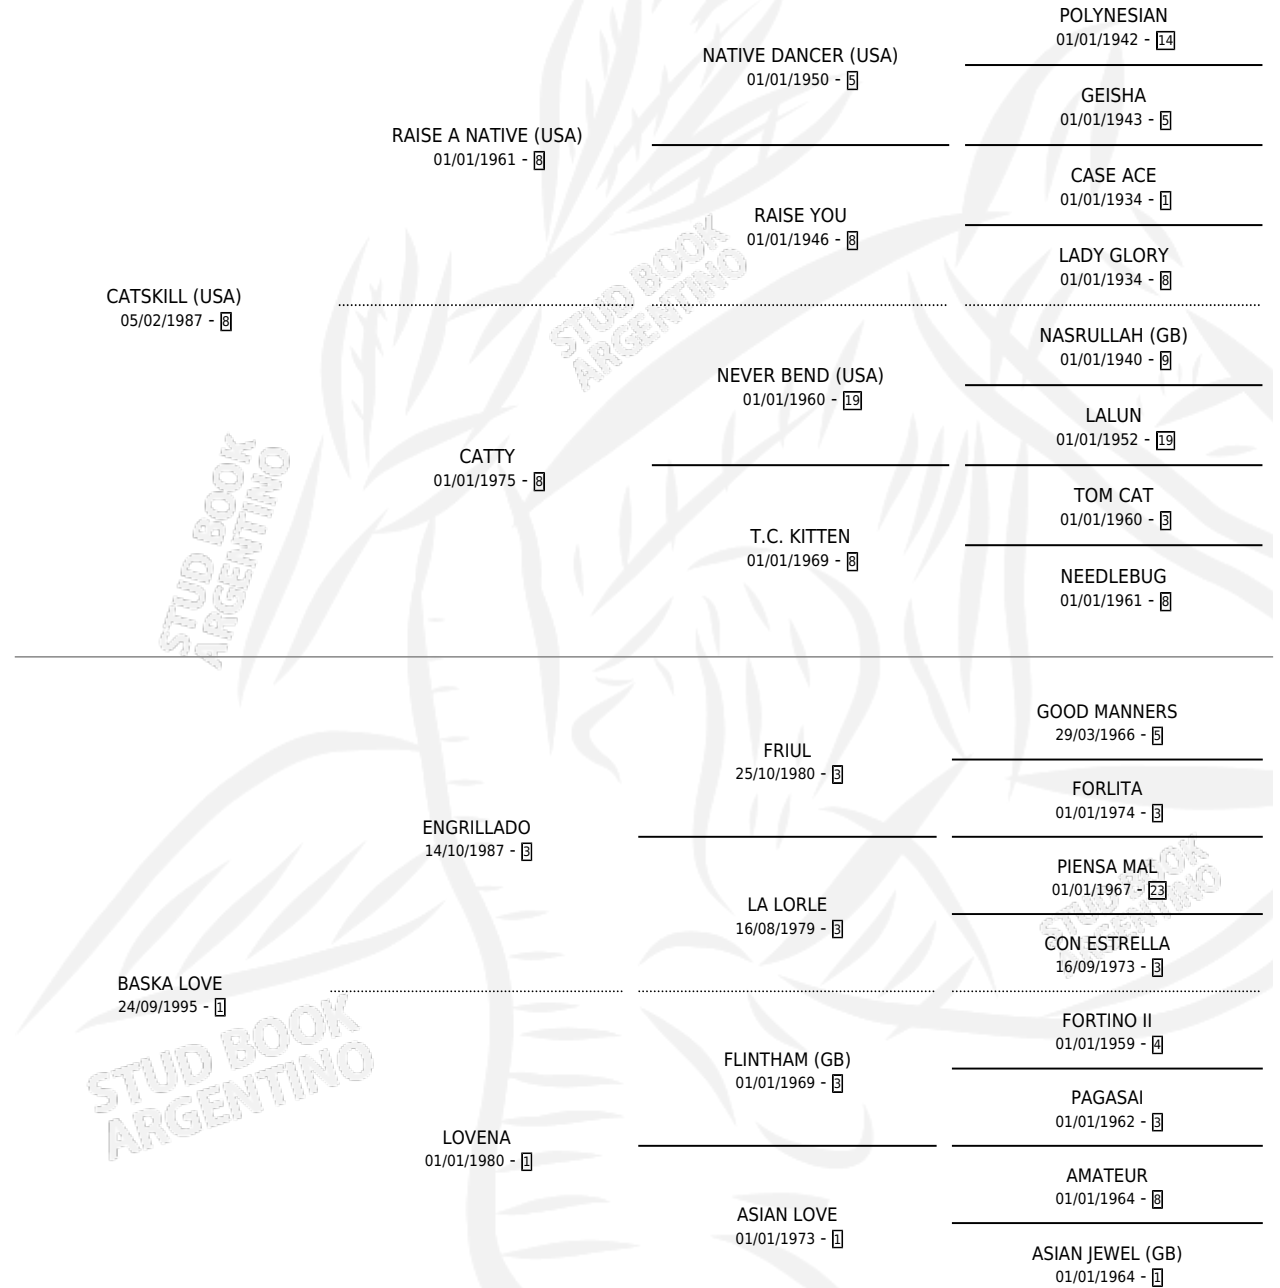 POLYNESIAN
01/01/1942 - 14
NATIVE DANCER (USA)
01/01/1950 - 5
GEISHA
01/01/1943 - 5
RAISE A NATIVE (USA)
01/01/1961 - 8
CASE ACE
01/01/1934 - 1
RAISE YOU
01/01/1946 - 8
LADY GLORY
01/01/1934 - 8
CATSKILL (USA)
05/02/1987 - 8
NASRULLAH (GB)
01/01/1940 - 9
NEVER BEND (USA)
01/01/1960 - 19
LALUN
01/01/1952 - 19
CATTY
01/01/1975 - 8
TOM CAT
01/01/1960 - 3
T.C. KITTEN
01/01/1969 - 8
NEEDLEBUG
01/01/1961 - 8
GOOD MANNERS
29/03/1966 - 5
FRIUL
25/10/1980 - 3
FORLITA
01/01/1974 - 3
ENGRILLADO
14/10/1987 - 3
PIENSA MAL
01/01/1967 - 23
LA LORLE
16/08/1979 - 3
CON ESTRELLA
16/09/1973 - 3
BASKA LOVE
24/09/1995 - 1
FORTINO II
01/01/1959 - 4
FLINTHAM (GB)
01/01/1969 - 3
PAGASAI
01/01/1962 - 3
LOVENA
01/01/1980 - 1
AMATEUR
01/01/1964 - 8
ASIAN LOVE
01/01/1973 - 1
ASIAN JEWEL (GB)
01/01/1964 - 1
STUD BOOK
ARGENTINO
STUD BOOK
ARGENTINO
STUD BOOK
ARGENTINO
STUD BOOK
ARGENTINO